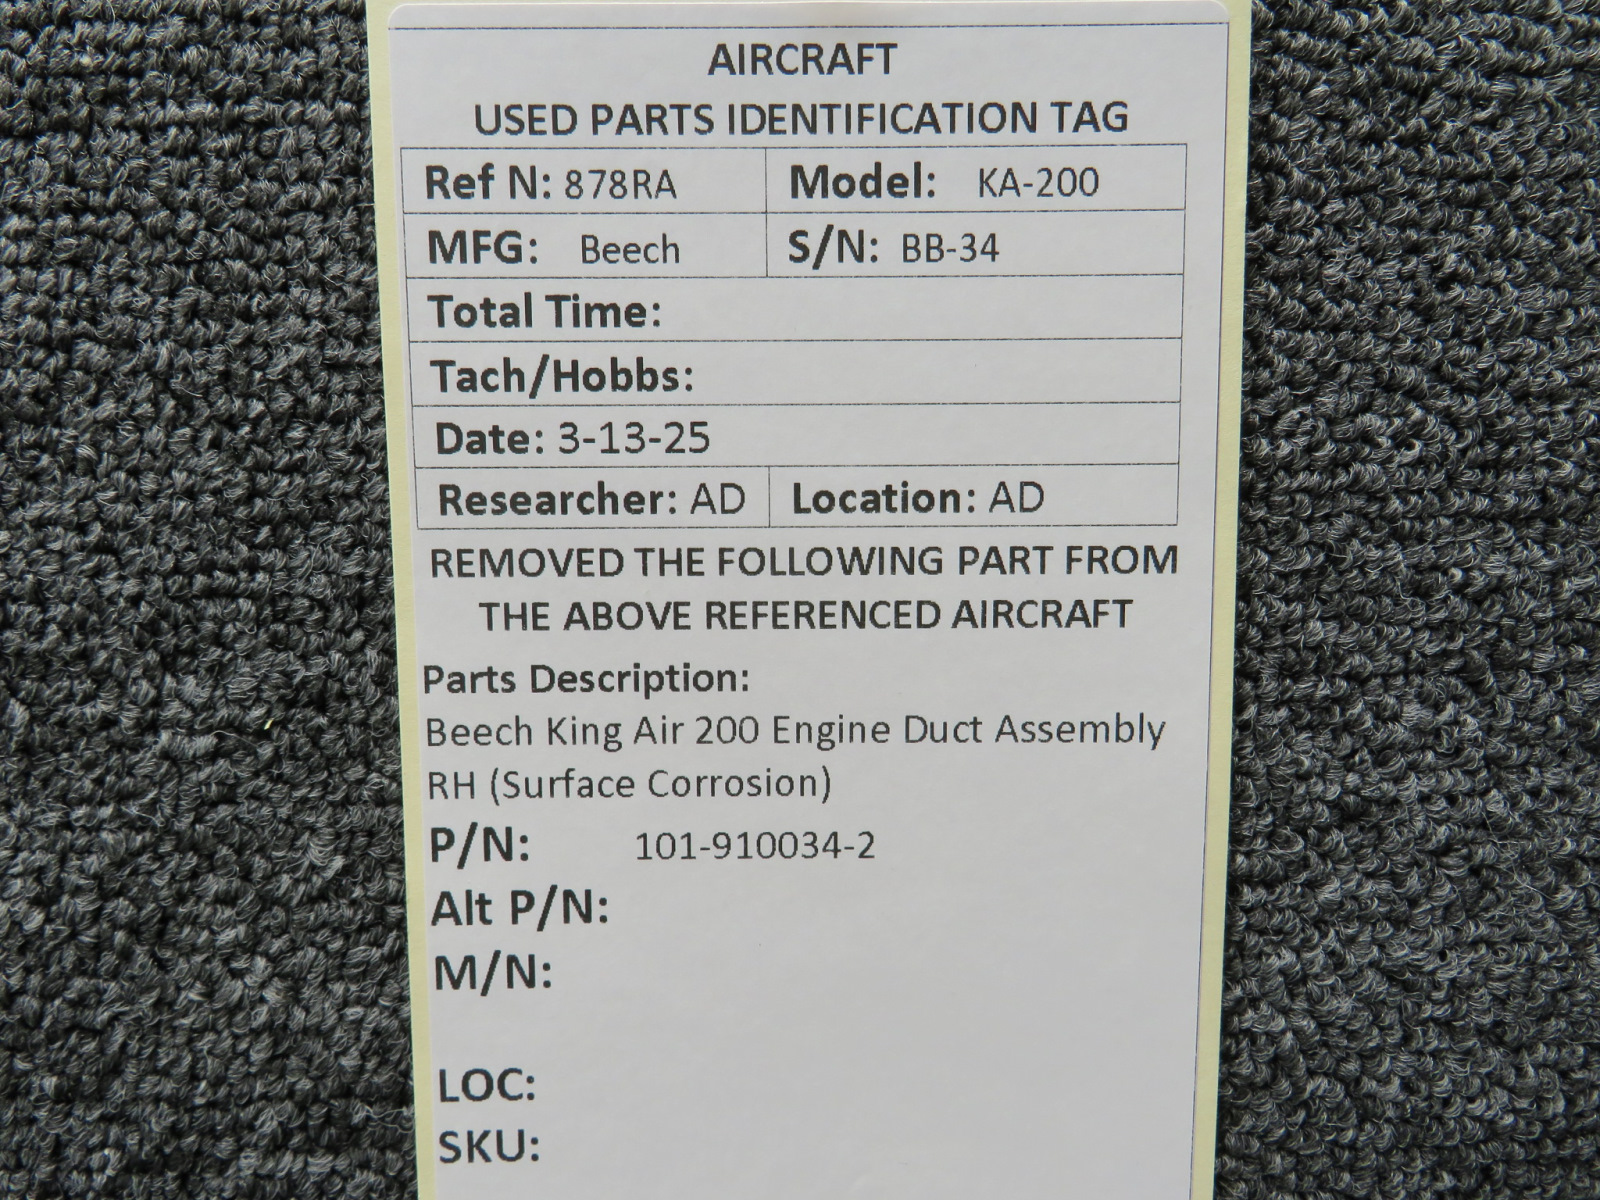 AIRCRAFT
USED PARTS IDENTIFICATION TAG
Ref N: 878RA Model: KA-200
MFG: Beech S/N: BB-34
Total Time:
Tach/Hobbs:
Date: 3-13-25
Researcher: AD Location: AD
REMOVED THE FOLLOWING PART FROM
THE ABOVE REFERENCED AIRCRAFT
Parts Description:
Beech King Air 200 Engine Duct Assembly
RH (Surface Corrosion)
P/N: 101-910034-2
Alt P/N:
M/N:
LOC:
SKU: